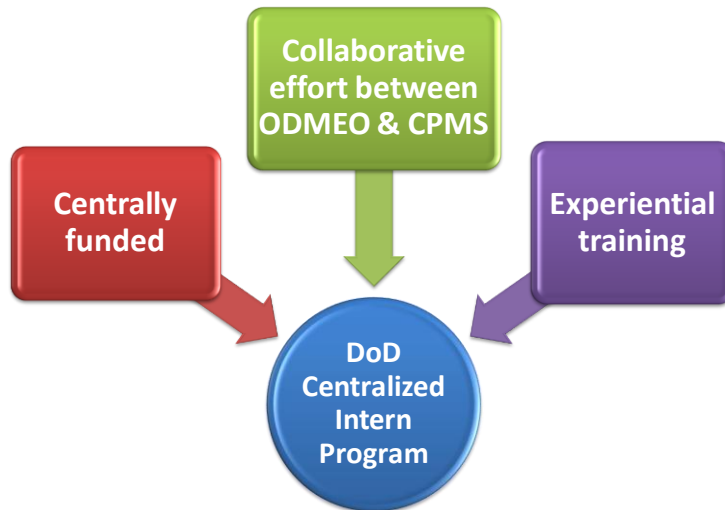 Collaborative
effort between
ODMEO & CPMS
Centrally
funded
Experiential
training
DoD
Centralized
Intern
Program